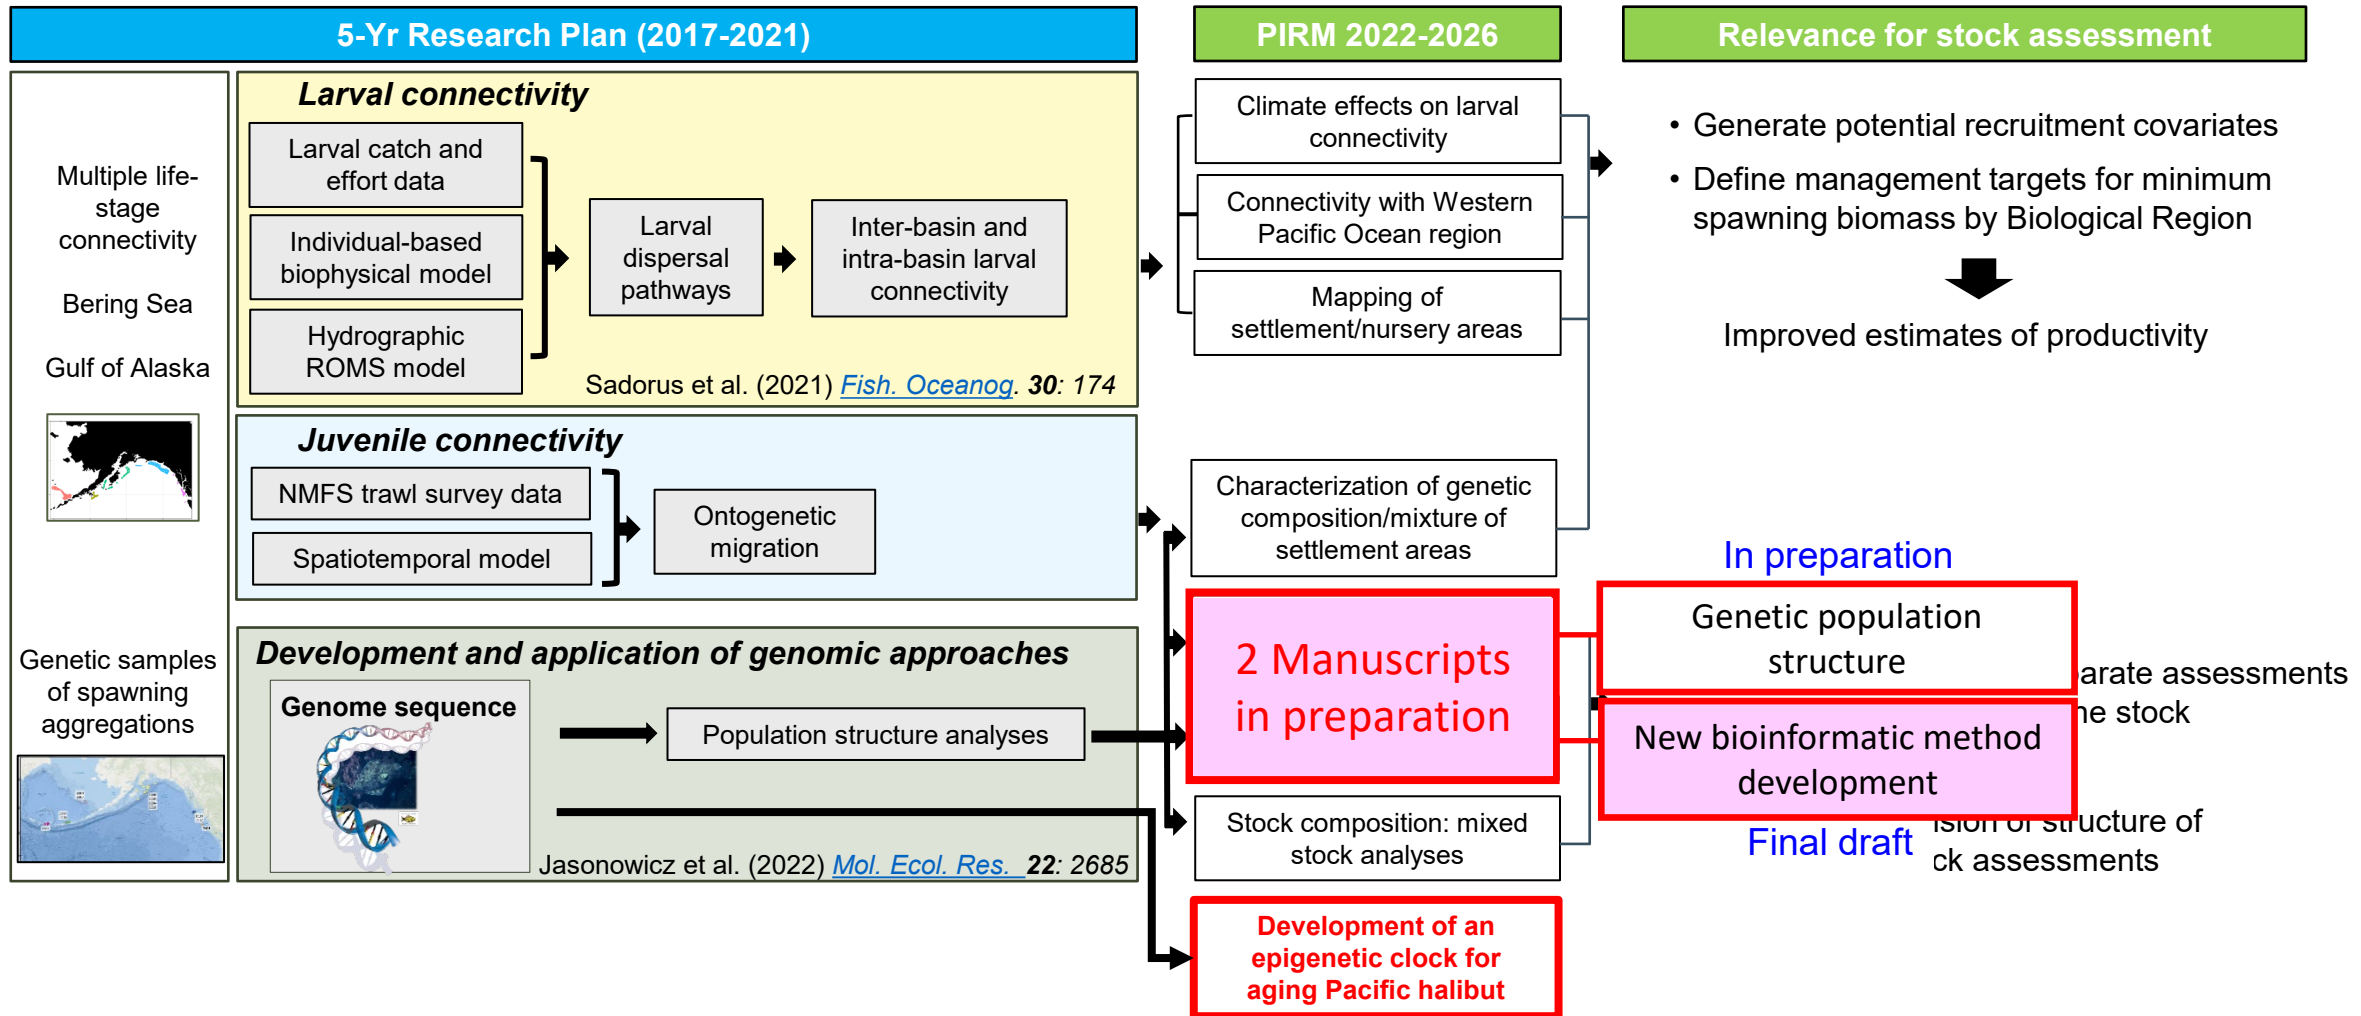 5-Yr Research Plan (2017-2021)
PIRM 2022-2026
Relevance for stock assessment
Multiple life-
stage
connectivity
Bering Sea
Gulf of Alaska
Genetic samples
of spawning
aggregations
Larval connectivity
Larval catch and
effort data
Individual-based
biophysical model
Hydrographic
ROMS model
Larval
dispersal
pathways
Inter-basin and
intra-basin larval
connectivity
Sadorus et al. (2021) Fish. Oceanog. 30: 174
Juvenile connectivity
NMFS trawl survey data
Spatiotemporal model
Ontogenetic
migration
Development and application of genomic approaches
Genome sequence
Population structure analyses
Jasonowicz et al. (2022) Mol. Ecol. Res. 22: 2685
Climate effects on larval
connectivity
Connectivity with Western
Pacific Ocean region
Mapping of
settlement/nursery areas
Characterization of genetic
composition/mixture of
settlement areas
2 Manuscripts
in preparation
Stock composition: mixed
stock analyses
Development of an
epigenetic clock for
aging Pacific halibut
• Generate potential recruitment covariates
• Define management targets for minimum
spawning biomass by Biological Region
Improved estimates of productivity
In preparation
Genetic population
structure
assessments
stock
New bioinformatic method
development
structure of
Final draft
assessments